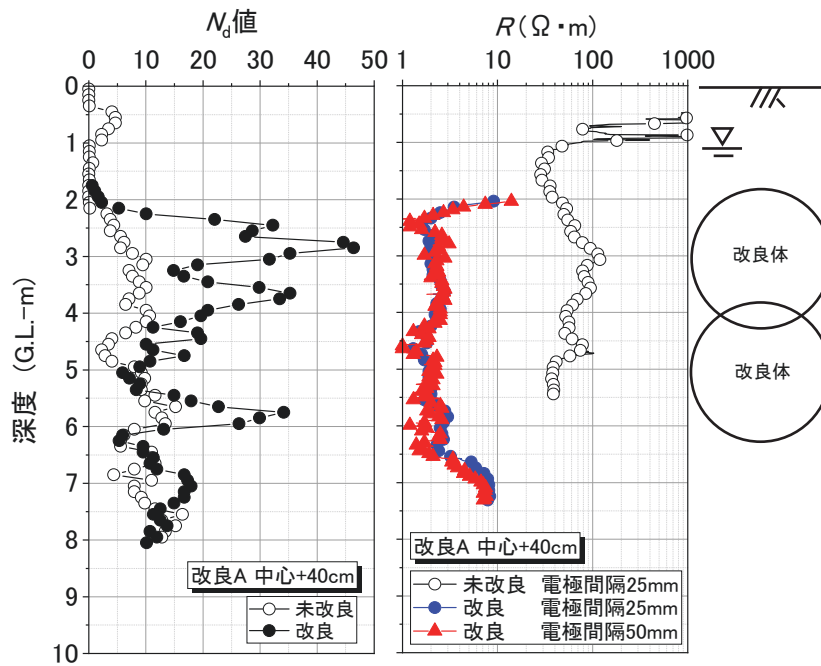 N_d値
0 10 20 30 40 50
R(Ω・m)
1 10 100 1000
深度 (G.L.-m)
0
1
2
3
4
5
6
7
8
9
10
改良体
改良体
改良A 中心+40cm
未改良
改良
改良A 中心+40cm
未改良 電極間隔25mm
改良 電極間隔25mm
改良 電極間隔50mm